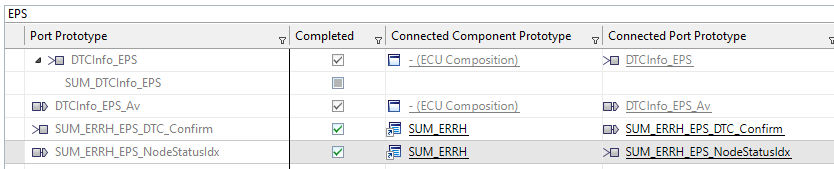 EPS
Port Prototype Completed Connected Component Prototype Connected Port Prototype
DTCInfo_EPS - (ECU Composition) DTCInfo_EPS
SUM_DTCInfo_EPS
DTCInfo_EPS_Av - (ECU Composition) DTCInfo_EPS_Av
SUM_ERRH_EPS_DTC_Confirm SUM_ERRH SUM_ERRH_EPS_DTC_Confirm
SUM_ERRH_EPS_NodeStatusIdx SUM_ERRH SUM_ERRH_EPS_NodeStatusIdx